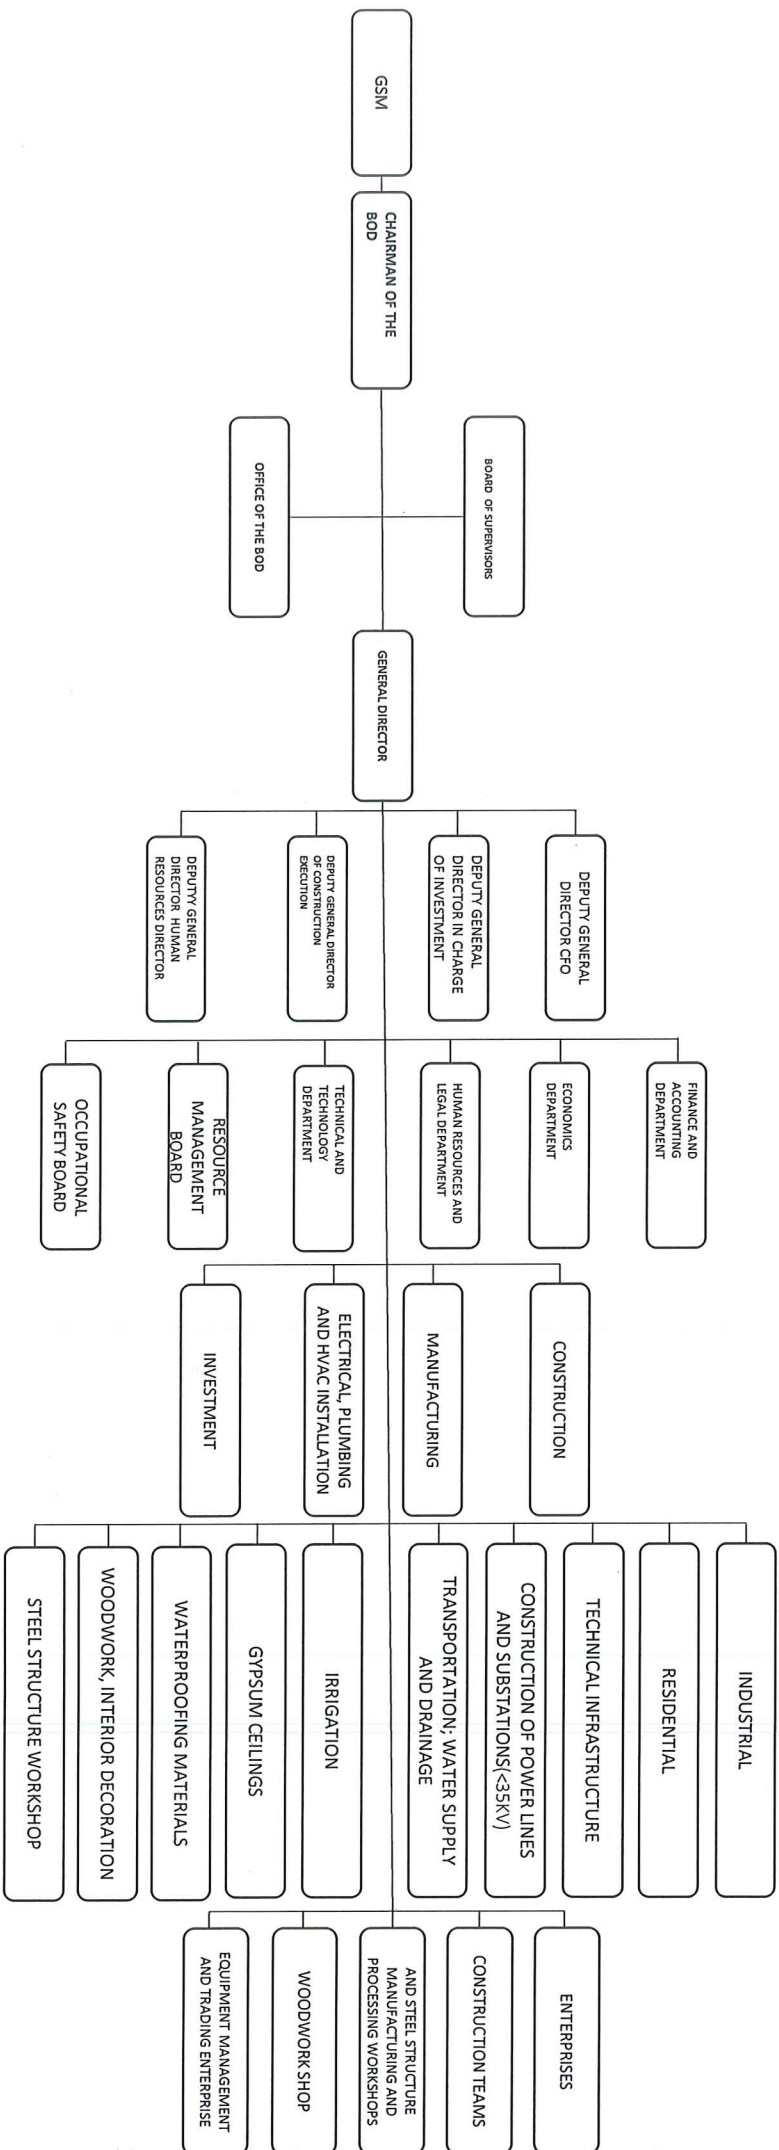 GSM
CHAIRMAN OF THE
BOD
BOARD OF SUPERVISORS
OFFICE OF THE BOD
GENERAL DIRECTOR
DEPUTY GENERAL
DIRECTOR CFO
DEPUTY GENERAL
DIRECTOR IN CHARGE
OF INVESTMENT
DEPUTY GENERAL DIRECTOR
OF CONSTRUCTION
EXECUTION
DEPUTYY GENERAL
DIRECTOR HUMAN
RESOURCES DIRECTOR
FINANCE AND
ACCOUNTING
DEPARTMENT
ECONOMICS
DEPARTMENT
HUMAN RESOURCES AND
LEGAL DEPARTMENT
TECHNICAL AND
TECHNOLOGY
DEPARTMENT
RESOURCE
MANAGEMENT
BOARD
OCCUPATIONAL
SAFETY BOARD
CONSTRUCTION
MANUFACTURING
ELECTRICAL, PLUMBING
AND HVAC INSTALLATION
INVESTMENT
INDUSTRIAL
RESIDENTIAL
TECHNICAL INFRASTRUCTURE
CONSTRUCTION OF POWER LINES
AND SUBSTATIONS(<35KV)
TRANSPORTATION; WATER SUPPLY
AND DRAINAGE
IRRIGATION
GYPSUM CEILINGS
WATERPROOFING MATERIALS
WOODWORK, INTERIOR DECORATION
STEEL STRUCTURE WORKSHOP
ENTERPRISES
CONSTRUCTION TEAMS
AND STEEL STRUCTURE
MANUFACTURING AND
PROCESSING WORKSHOPS
WOODWORK SHOP
EQUIPMENT MANAGEMENT
AND TRADING ENTERPRISE